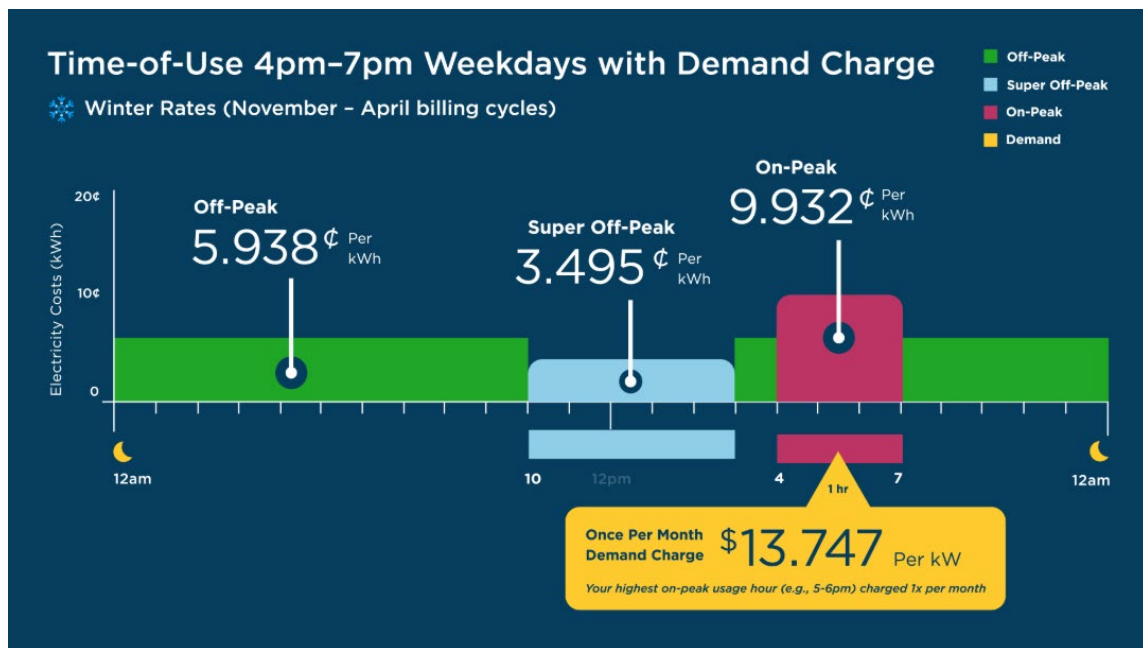 Time-of-Use 4pm–7pm Weekdays with Demand Charge
Winter Rates (November – April billing cycles)
Off-Peak
Super Off-Peak
On-Peak
Demand
Electricity Costs (kWh)
20¢
10¢
0
Off-Peak
5.938¢ Per kWh
Super Off-Peak
3.495¢ Per kWh
On-Peak
9.932¢ Per kWh
12am
10
12pm
4
7
12am
1 hr
Once Per Month
Demand Charge
$13.747 Per kW
Your highest on-peak usage hour (e.g., 5-6pm) charged 1x per month